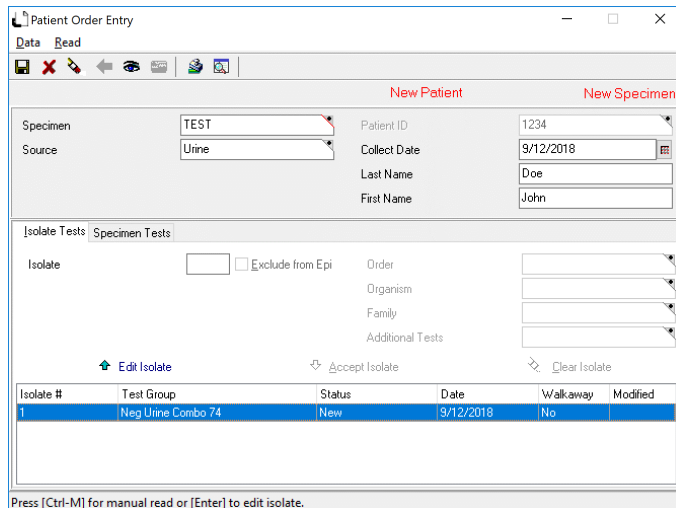 Patient Order Entry
Data Read
New Patient New Specimen
Specimen TEST Patient ID 1234
Source Urine Collect Date 9/12/2018
Last Name Doe
First Name John
Isolate Tests Specimen Tests
Isolate Exclude from Epi Order
Organism
Family
Additional Tests
Edit Isolate Accept Isolate Clear Isolate
Isolate # Test Group Status Date Walkaway Modified
1 Neg Urine Combo 74 New 9/12/2018 No
Press [Ctrl-M] for manual read or [Enter] to edit isolate.